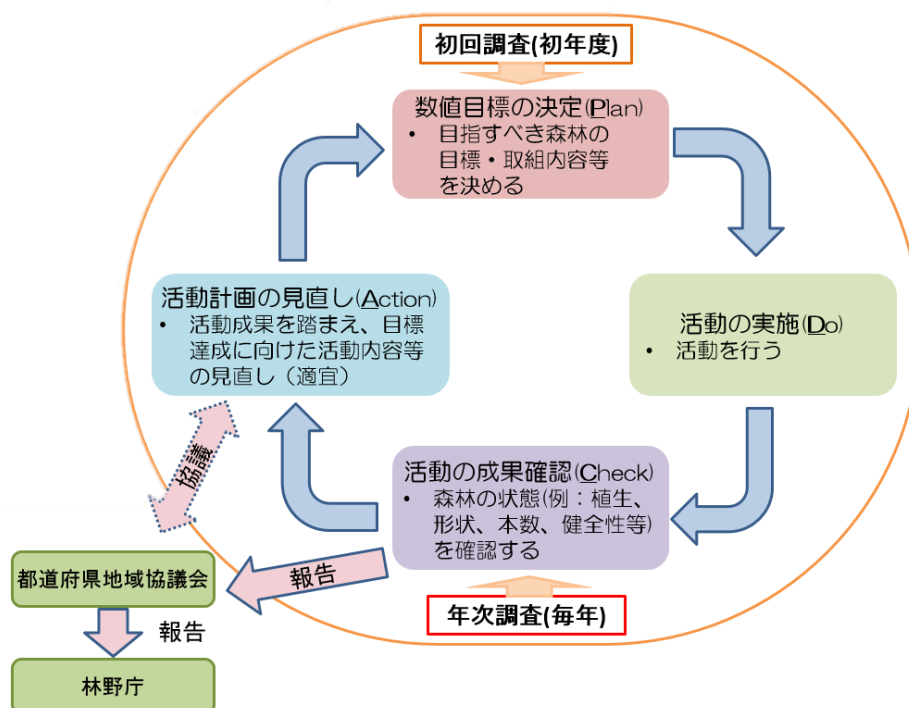 初回調査(初年度)
数値目標の決定(Plan)
• 目指すべき森林の
目標・取組内容等
を決める
活動の実施(Do)
• 活動を行う
活動の成果確認(Check)
• 森林の状態(例：植生、
形状、本数、健全性等)
を確認する
年次調査(毎年)
活動計画の見直し(Action)
• 活動成果を踏まえ、目標
達成に向けた活動内容等
の見直し（適宜）
協議
報告
都道府県地域協議会
報告
林野庁